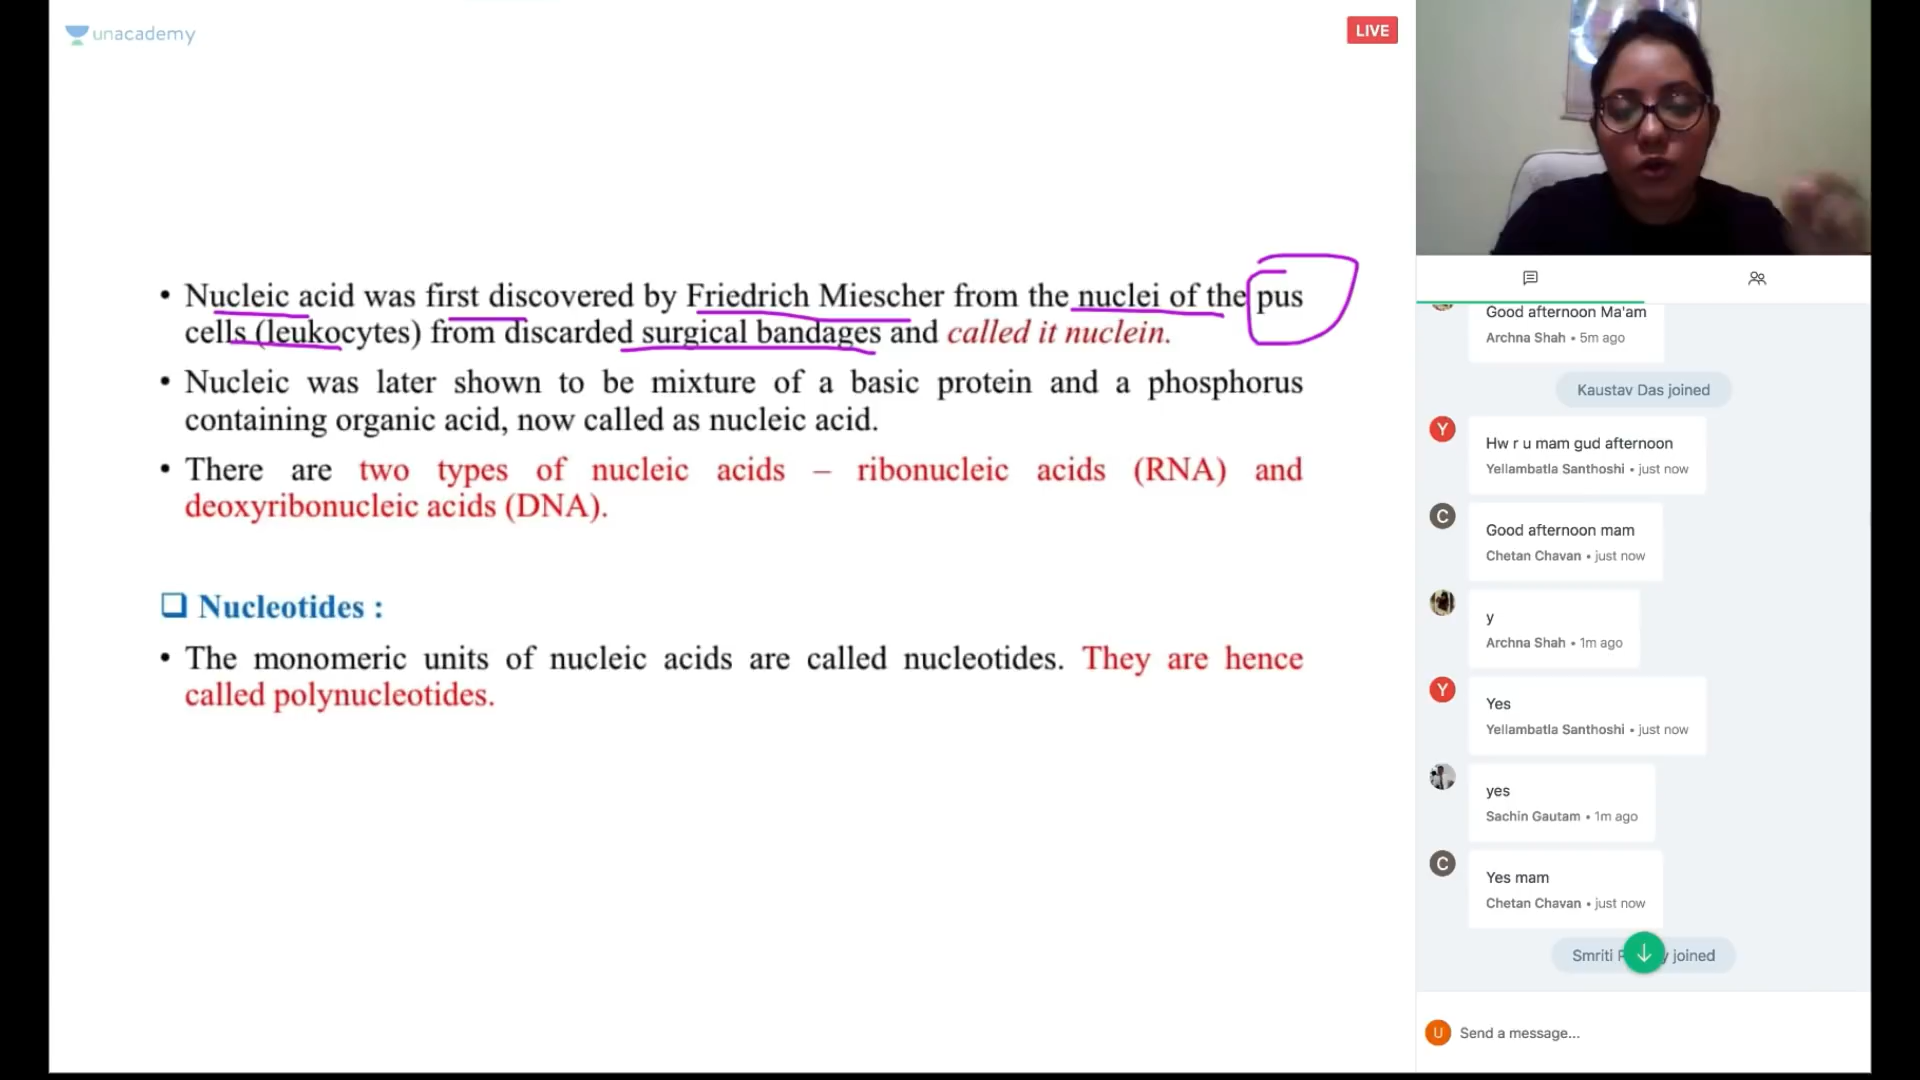 unacademy
LIVE
• Nucleic acid was first discovered by Friedrich Miescher from the nuclei of the pus
cells (leukocytes) from discarded surgical bandages and called it nuclein.
• Nucleic was later shown to be mixture of a basic protein and a phosphorus
containing organic acid, now called as nucleic acid.
• There are two types of nucleic acids – ribonucleic acids (RNA) and
deoxyribonucleic acids (DNA).
❑ Nucleotides :
• The monomeric units of nucleic acids are called nucleotides. They are hence
called polynucleotides.
Good afternoon Ma'am
Archna Shah • 5m ago
Kaustav Das joined
Y
Hw r u mam gud afternoon
Yellambatla Santhoshi • just now
C
Good afternoon mam
Chetan Chavan • just now
y
Archna Shah • 1m ago
Y
Yes
Yellambatla Santhoshi • just now
yes
Sachin Gautam • 1m ago
C
Yes mam
Chetan Chavan • just now
Smriti joined
U
Send a message...